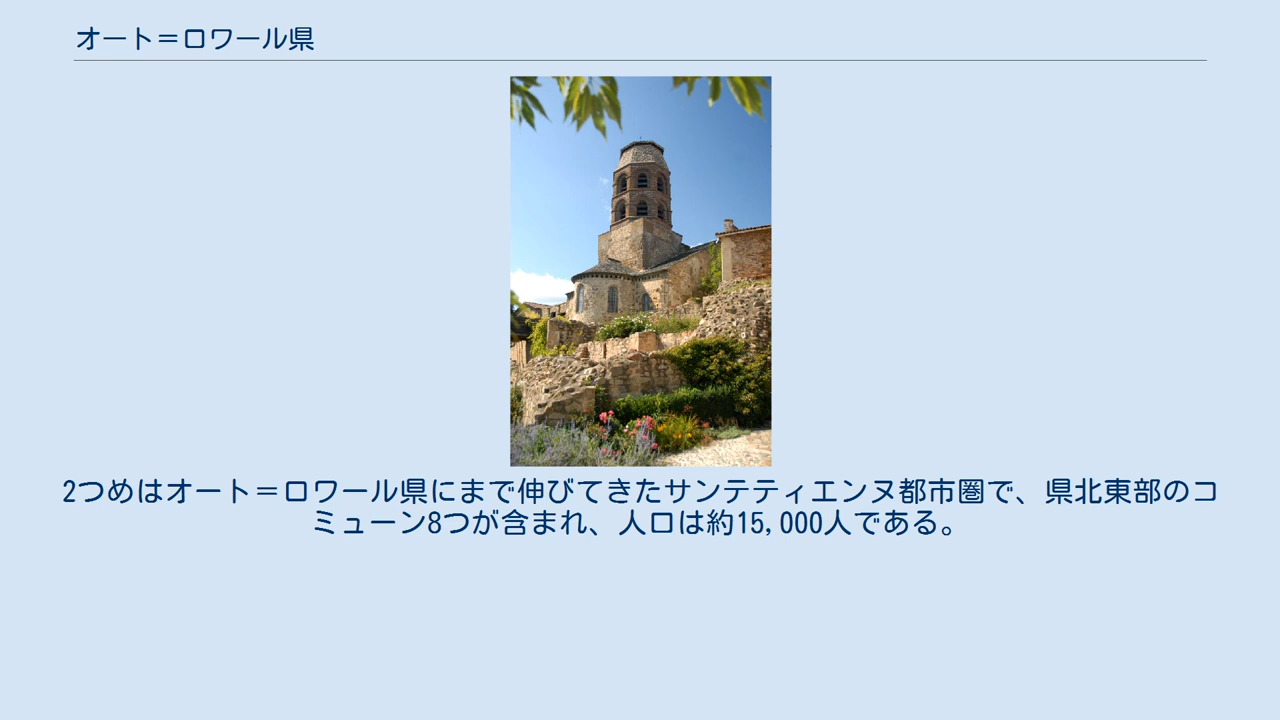 オート＝ロワール県
2つめはオート＝ロワール県にまで伸びてきたサンテティエンヌ都市圏で、県北東部のコ
ミューン8つが含まれ、人口は約15,000人である。